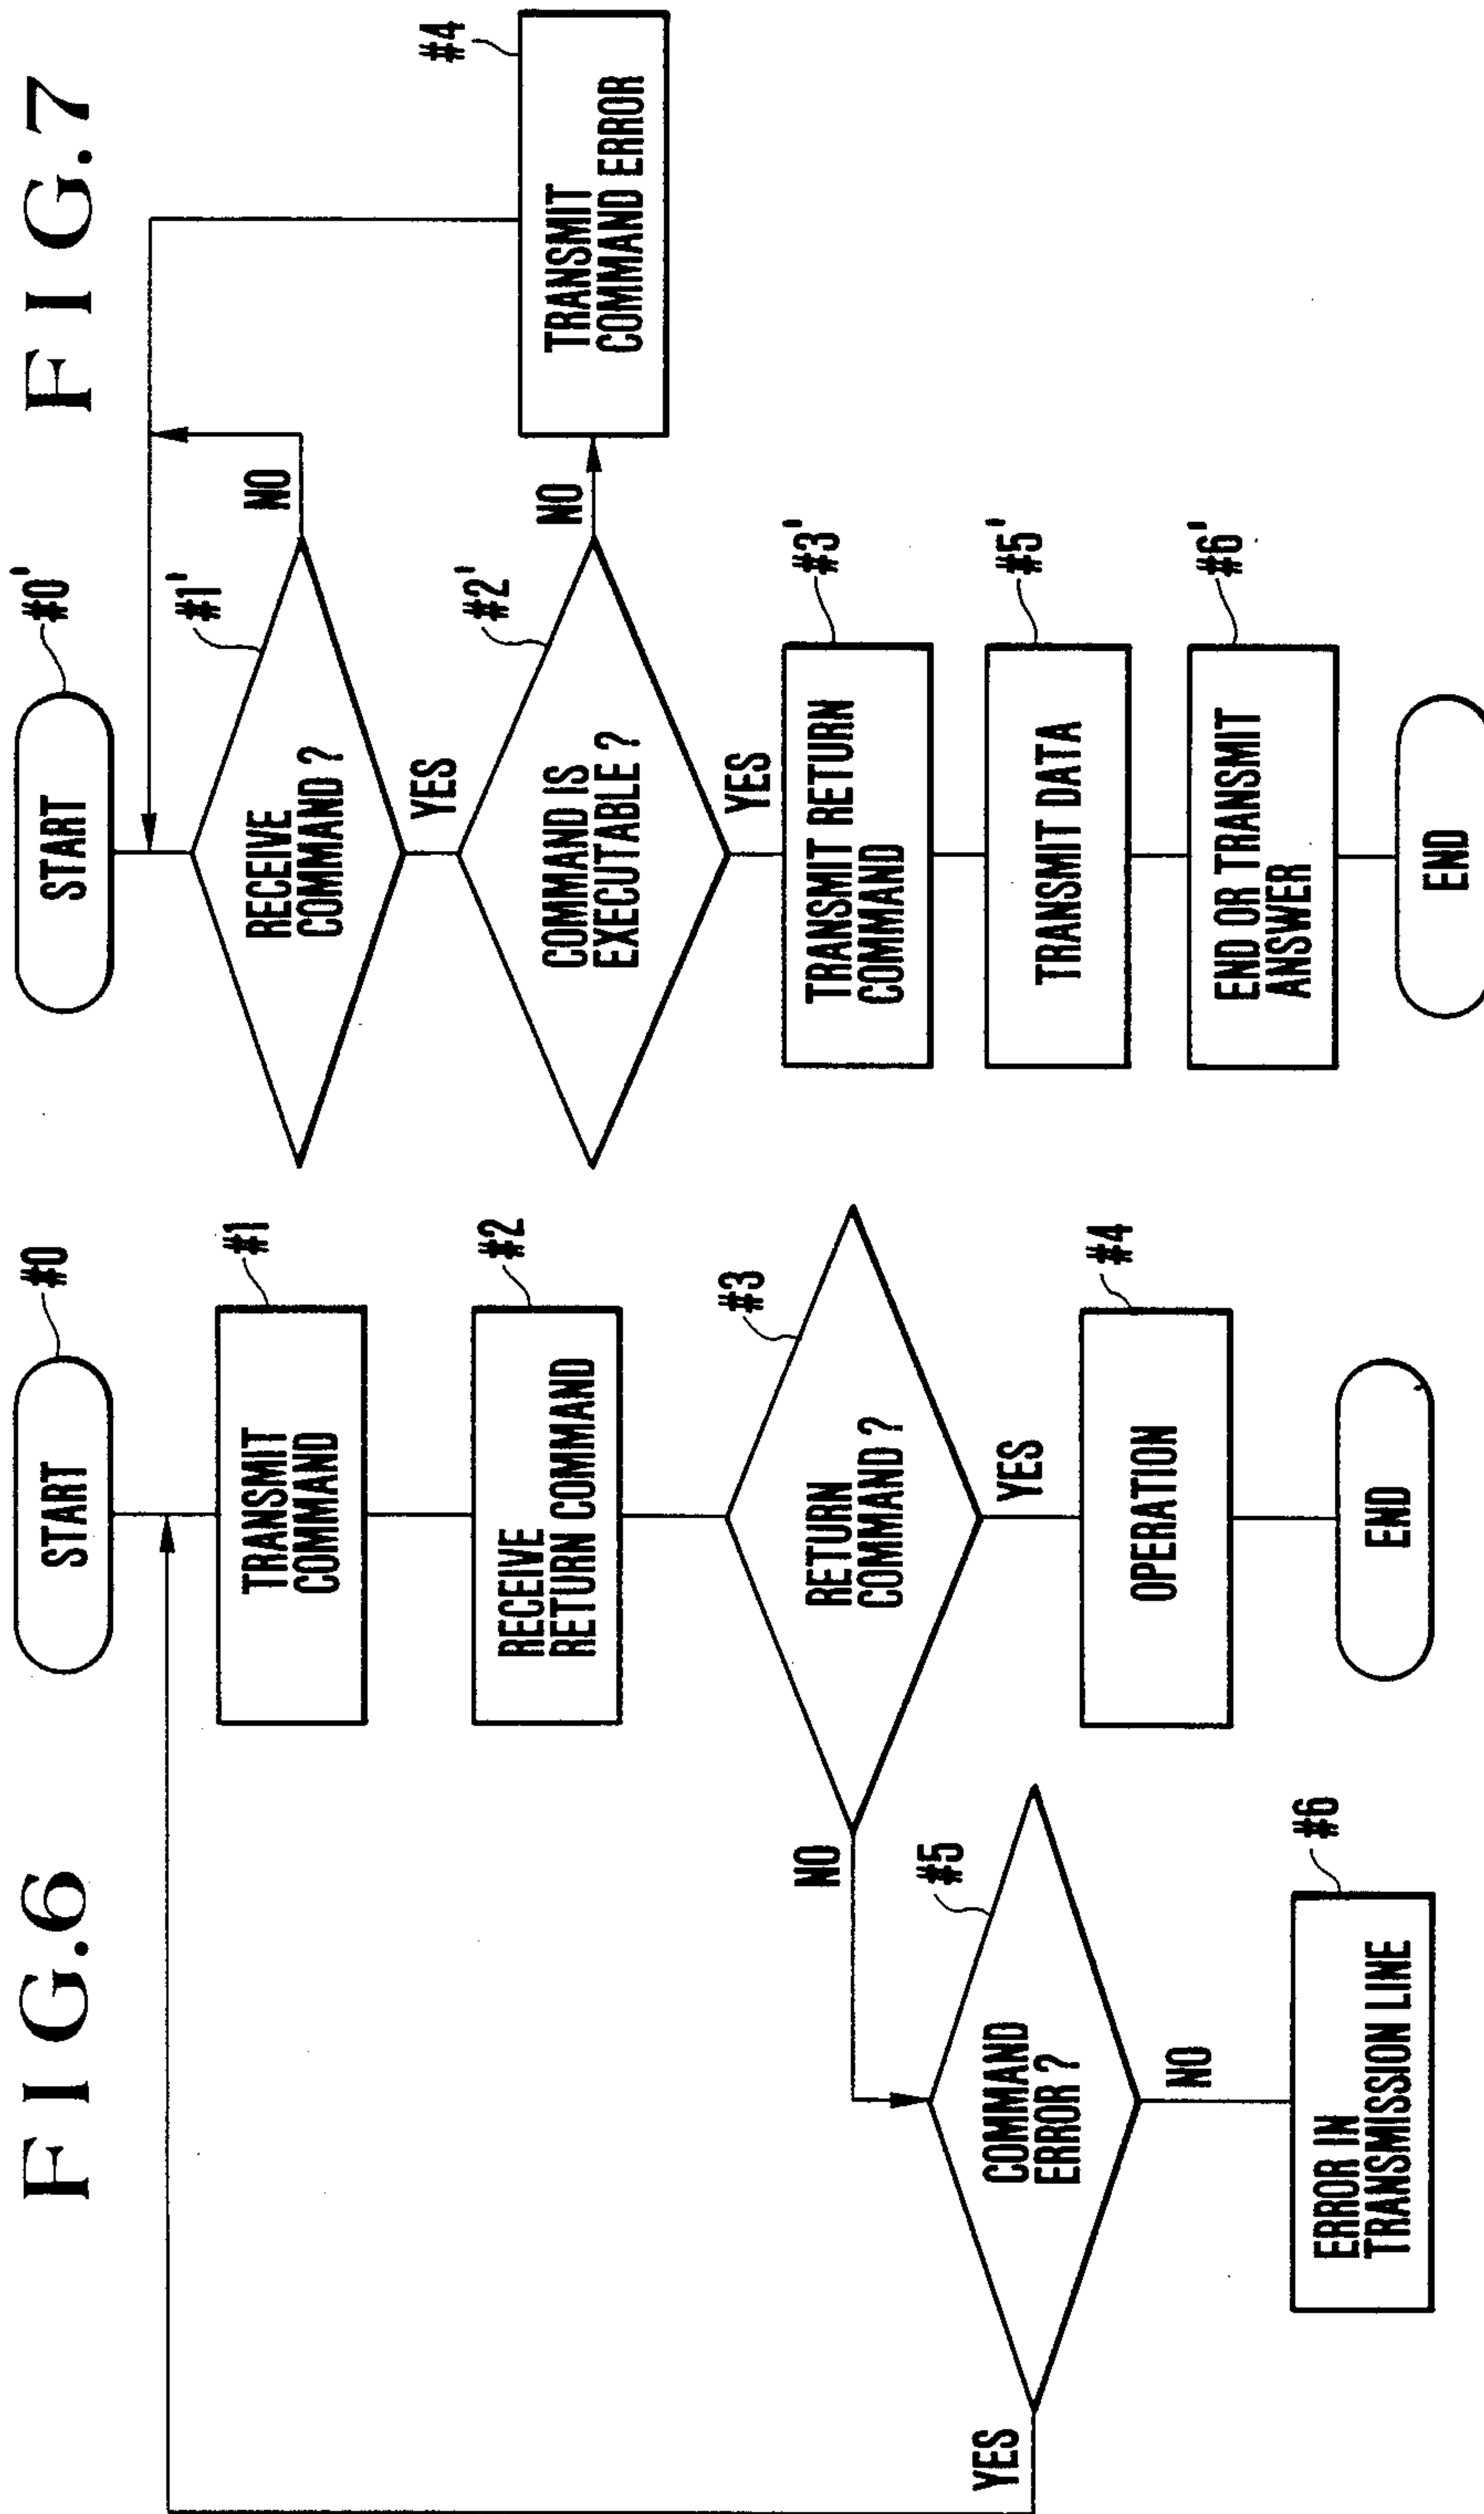 FIG.6
START
#0
TRANSMIT
COMMAND
#1
RECEIVE
RETURN COMMAND
#2
RETURN
COMMAND ?
#3
NO
YES
OPERATION
#4
END
COMMAND
ERROR ?
#5
YES
NO
ERROR IN
TRANSMISSION LINE
#6
FIG.7
START
#0'
RECEIVE
COMMAND ?
#1'
NO
YES
COMMAND IS
EXECUTABLE ?
#2'
NO
TRANSMIT
COMMAND ERROR
#4
YES
TRANSMIT RETURN
COMMAND
#3'
TRANSMIT DATA
#5'
END OR TRANSMIT
ANSWER
#6'
END